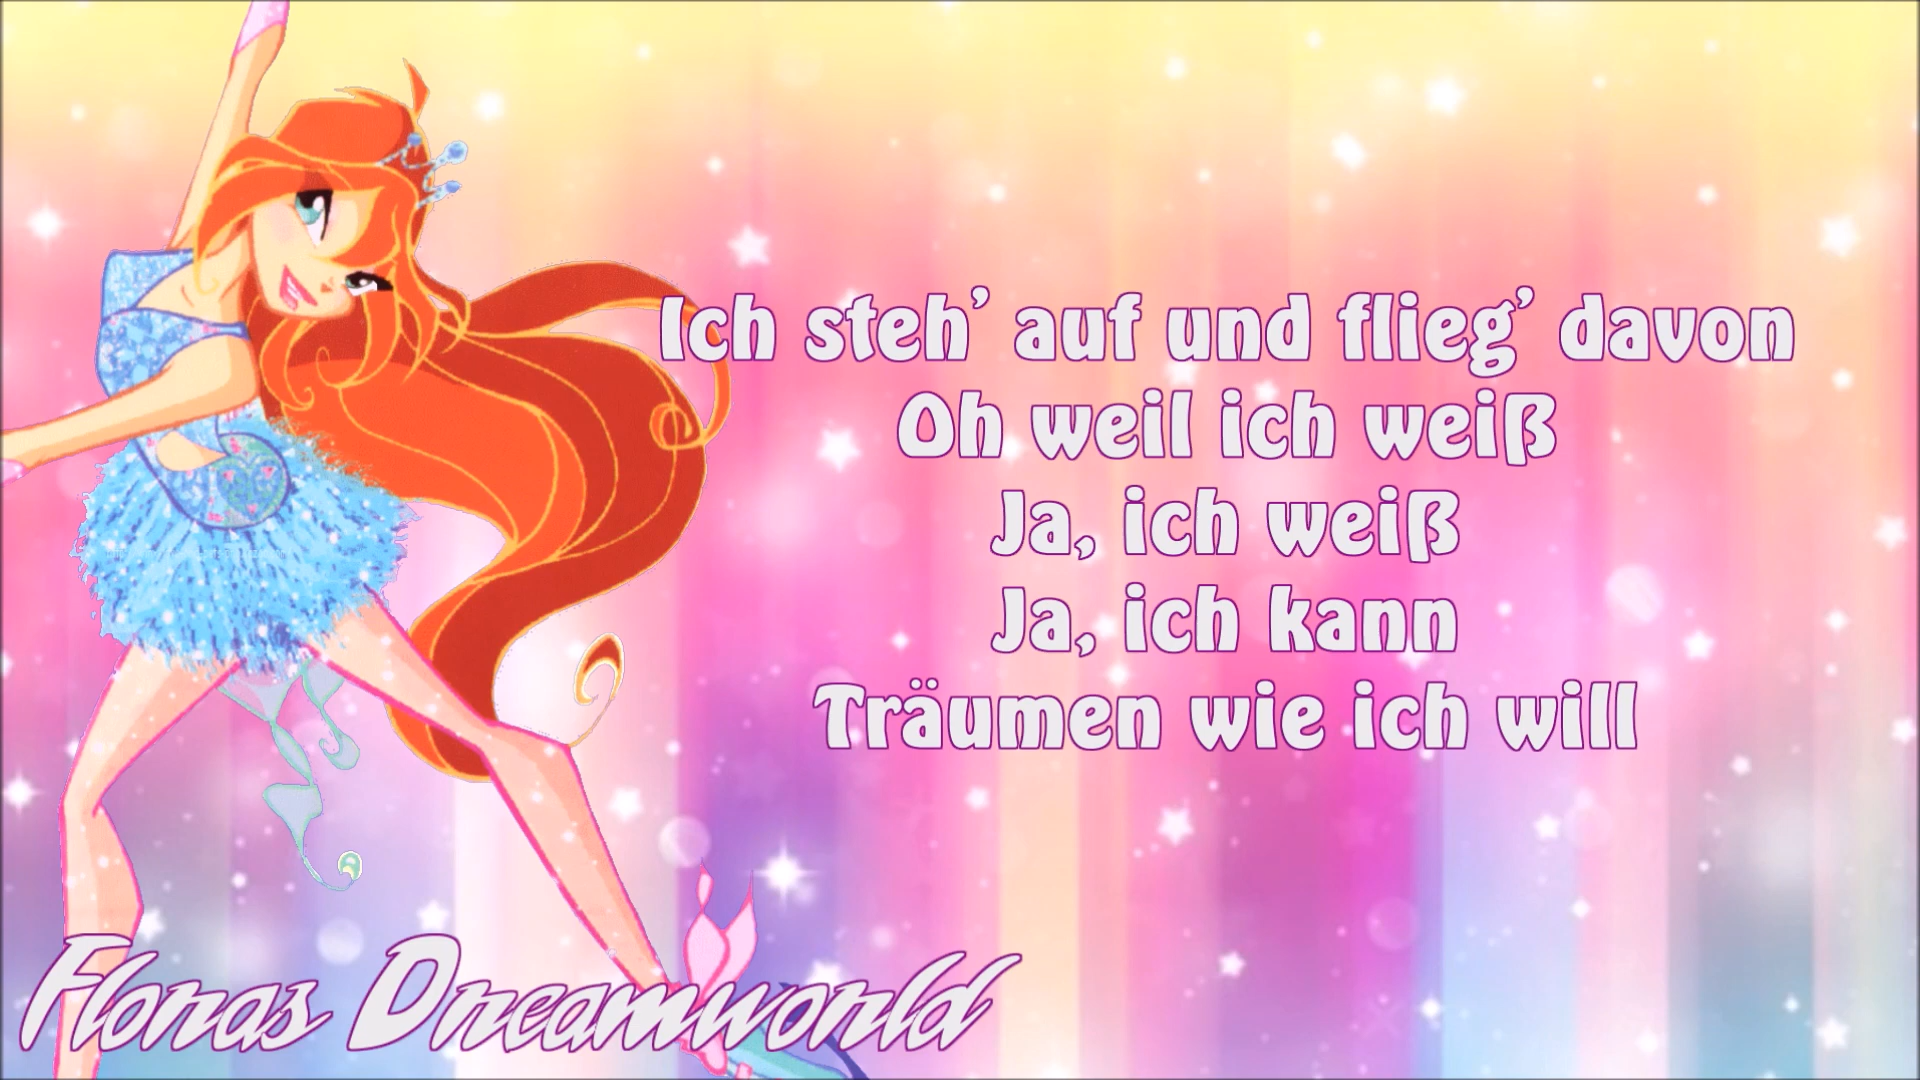 Ich steh' auf und flieg' davon
Oh weil ich weiß
Ja, ich weiß
Ja, ich kann
Träumen wie ich will
Floras Dreamworld